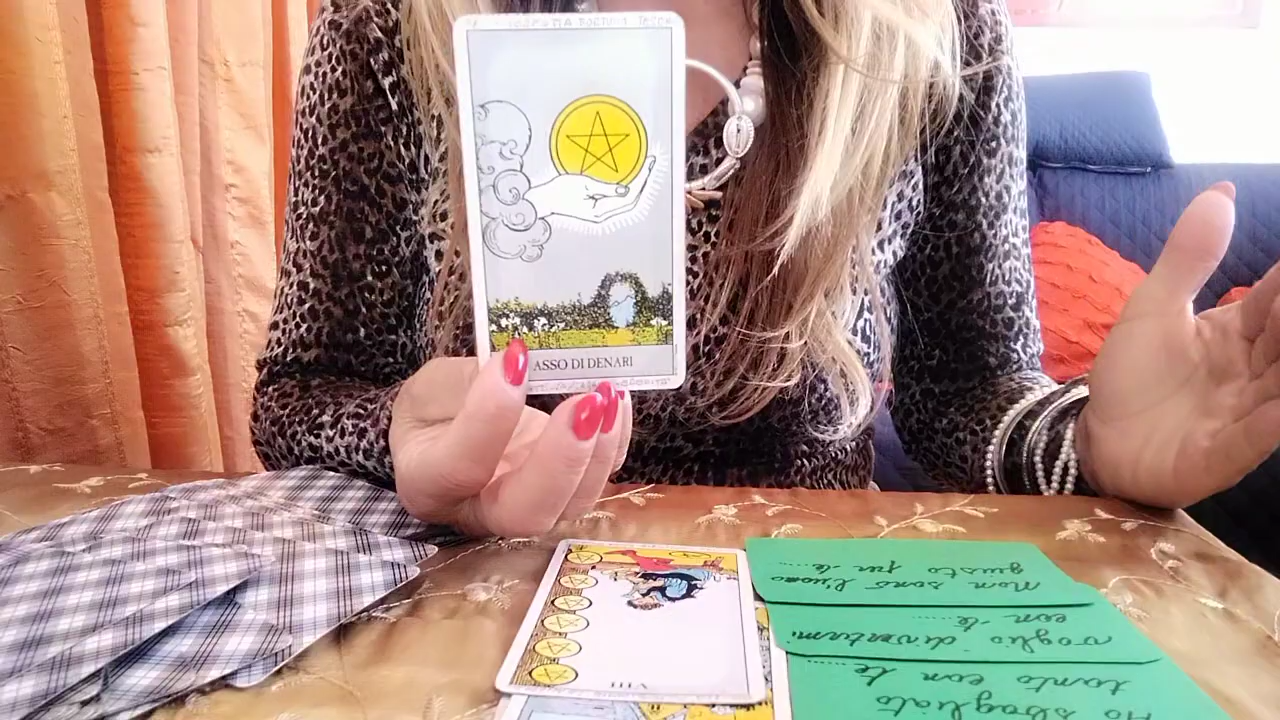 ASSO DI DENARI
VIII
Non sono l'uomo
giusto per te.....
voglio divertirmi
con te
Ho sbagliato
tanto con te
.......